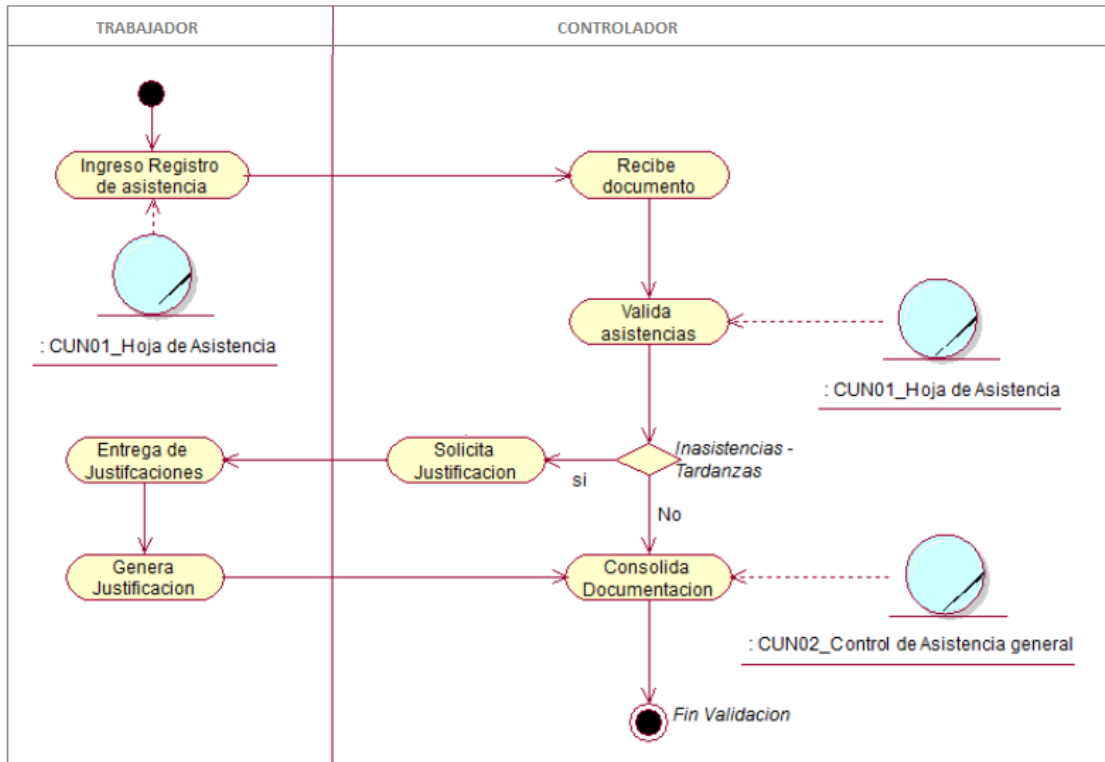 TRABAJADOR
CONTROLADOR
Ingreso Registro
de asistencia
Recibe
documento
: CUN01_Hoja de Asistencia
Valida
asistencias
: CUN01_Hoja de Asistencia
Entrega de
Justifcaciones
Solicita
Justificacion
si
Inasistencias -
Tardanzas
No
Genera
Justificacion
Consolida
Documentacion
: CUN02_Control de Asistencia general
Fin Validacion